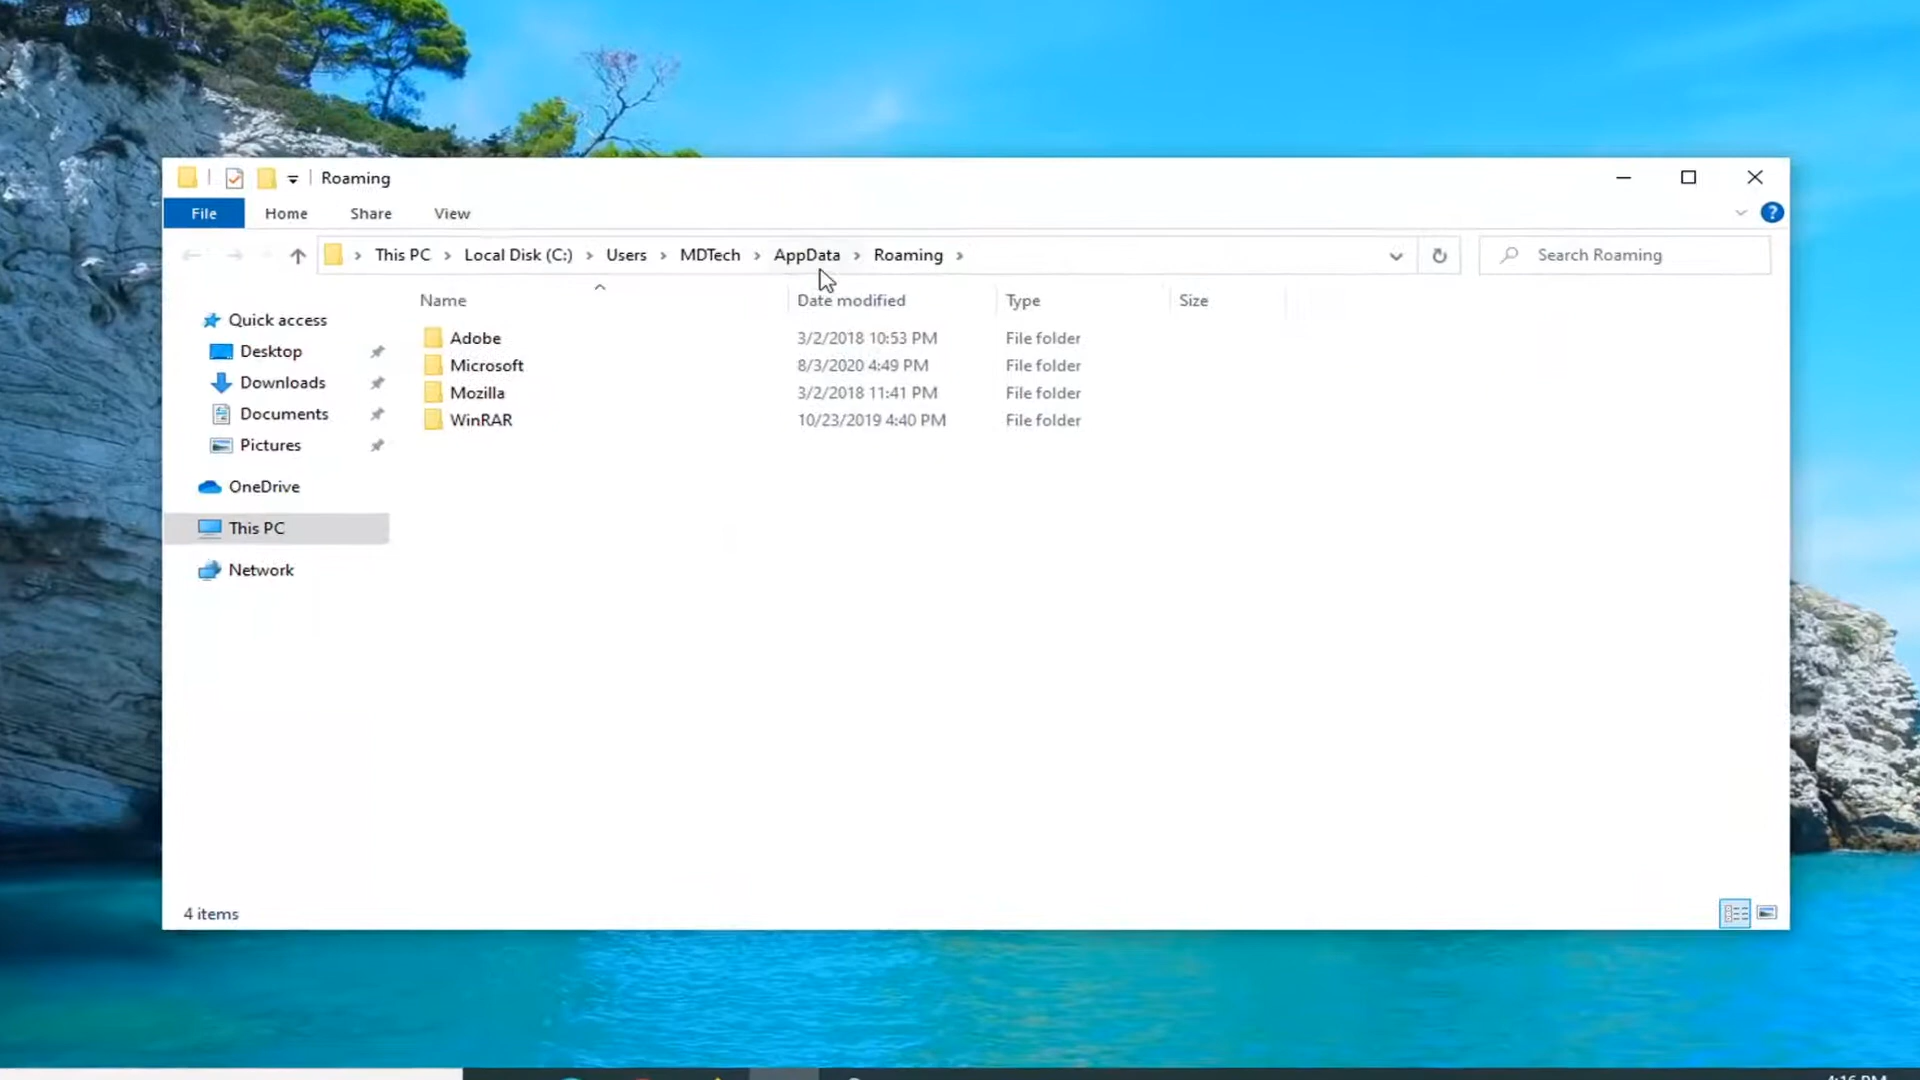 Roaming
File Home Share View ?
This PC Local Disk (C:) Users MDTech AppData Roaming Search Roaming
Name Date modified Type Size
Quick access
Desktop
Downloads
Documents
Pictures
OneDrive
This PC
Network
Adobe 3/2/2018 10:53 PM File folder
Microsoft 8/3/2020 4:49 PM File folder
Mozilla 3/2/2018 11:41 PM File folder
WinRAR 10/23/2019 4:40 PM File folder
4 items
4:16 PM